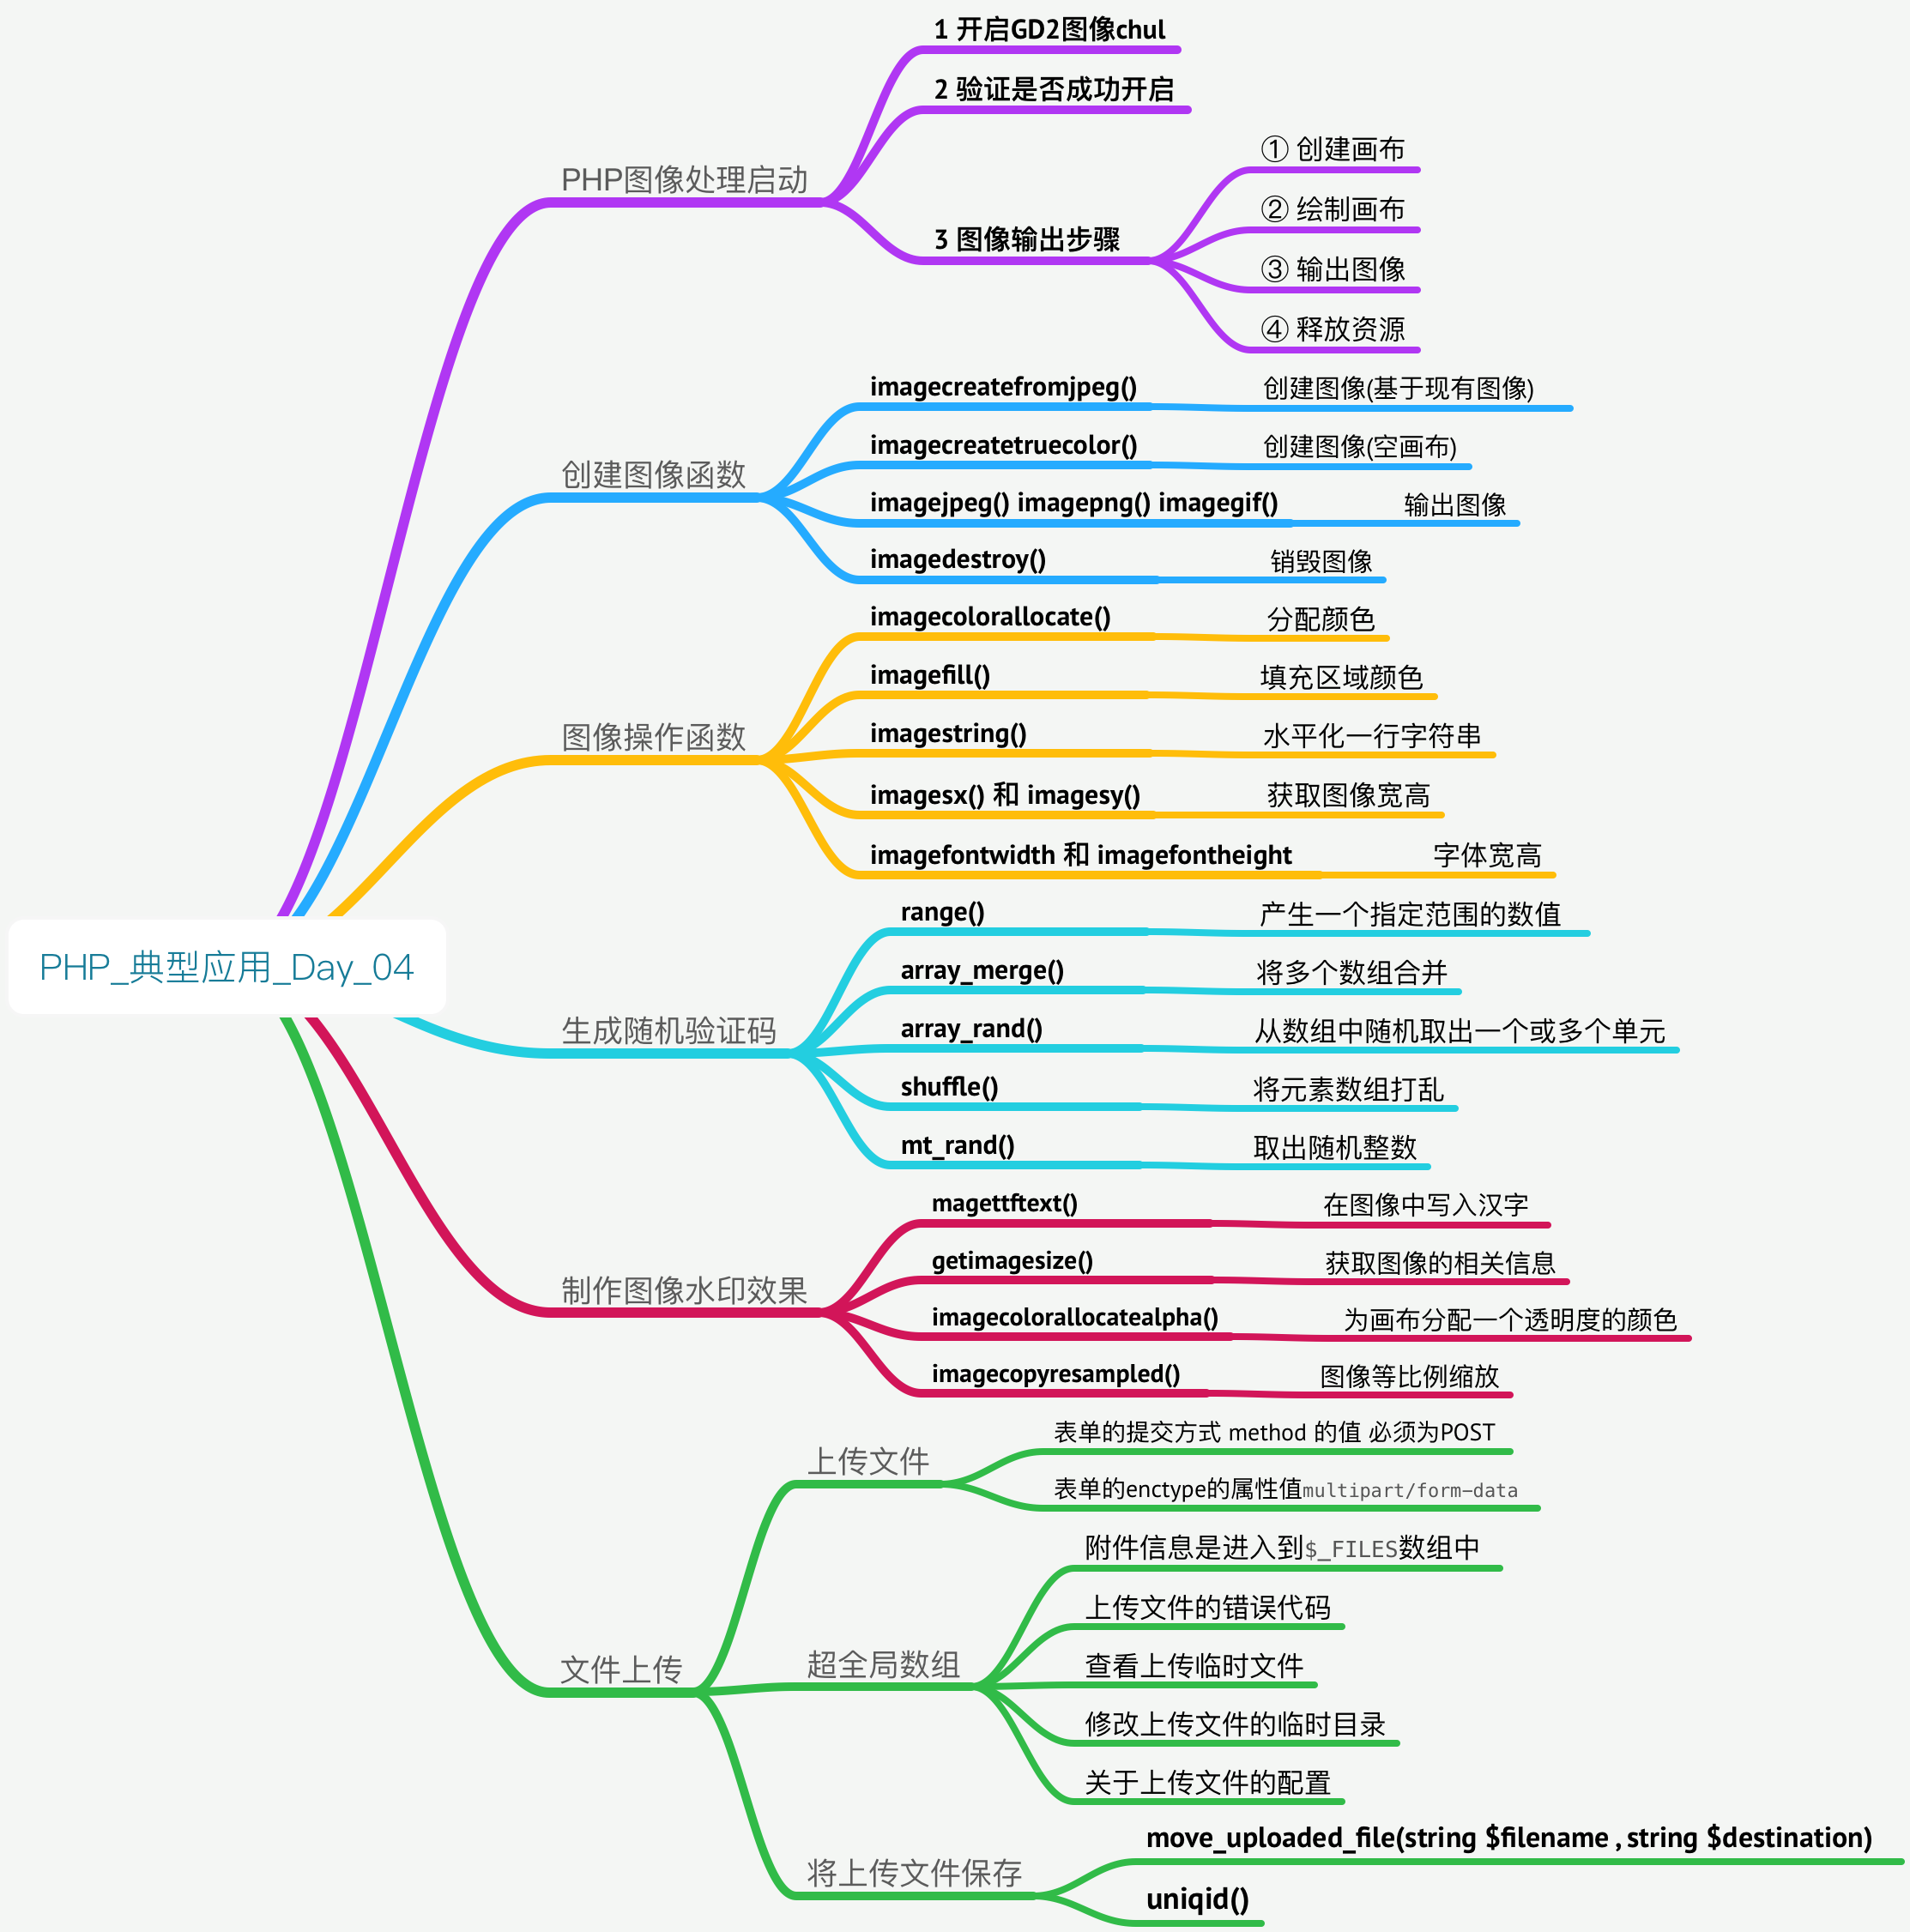 PHP_典型应用_Day_04
PHP图像处理启动
1 开启GD2图像chul
2 验证是否成功开启
3 图像输出步骤
① 创建画布
② 绘制画布
③ 输出图像
④ 释放资源
创建图像函数
imagecreatefromjpeg()
创建图像(基于现有图像)
imagecreatetruecolor()
创建图像(空画布)
imagejpeg() imagepng() imagegif()
输出图像
imagedestroy()
销毁图像
图像操作函数
imagecolorallocate()
分配颜色
imagefill()
填充区域颜色
imagestring()
水平化一行字符串
imagesx() 和 imagesy()
获取图像宽高
imagefontwidth 和 imagefontheight
字体宽高
生成随机验证码
range()
产生一个指定范围的数值
array_merge()
将多个数组合并
array_rand()
从数组中随机取出一个或多个单元
shuffle()
将元素数组打乱
mt_rand()
取出随机整数
制作图像水印效果
magettftext()
在图像中写入汉字
getimagesize()
获取图像的相关信息
imagecolorallocatealpha()
为画布分配一个透明度的颜色
imagecopyresampled()
图像等比例缩放
文件上传
上传文件
表单的提交方式 method 的值 必须为POST
表单的enctype的属性值multipart/form-data
超全局数组
附件信息是进入到$_FILES数组中
上传文件的错误代码
查看上传临时文件
修改上传文件的临时目录
关于上传文件的配置
将上传文件保存
move_uploaded_file(string $filename , string $destination)
uniqid()